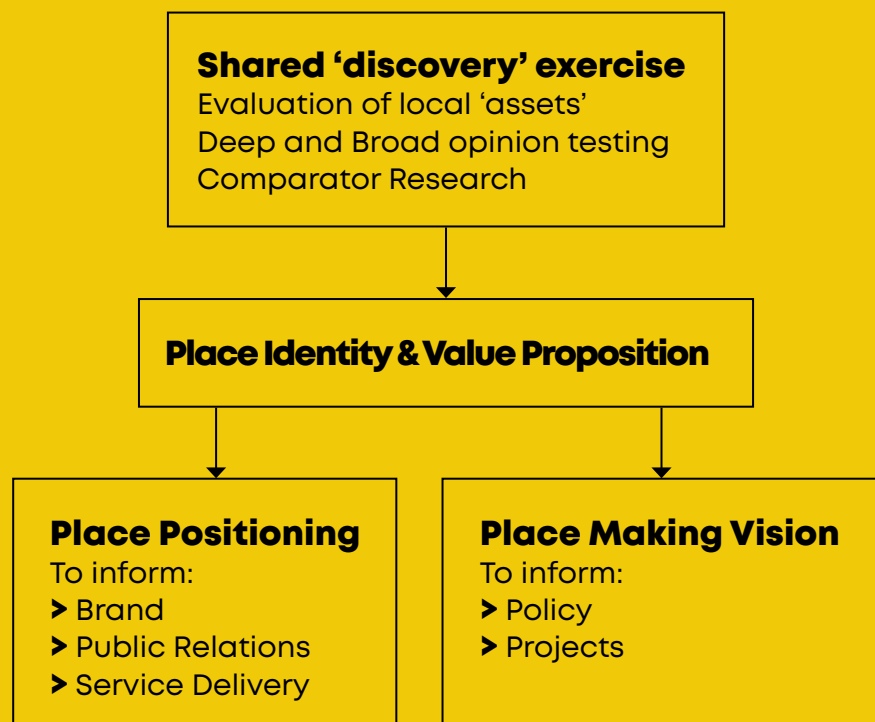 Shared ‘discovery’ exercise
Evaluation of local ‘assets’
Deep and Broad opinion testing
Comparator Research
Place Identity & Value Proposition
Place Positioning
To inform:
> Brand
> Public Relations
> Service Delivery
Place Making Vision
To inform:
> Policy
> Projects